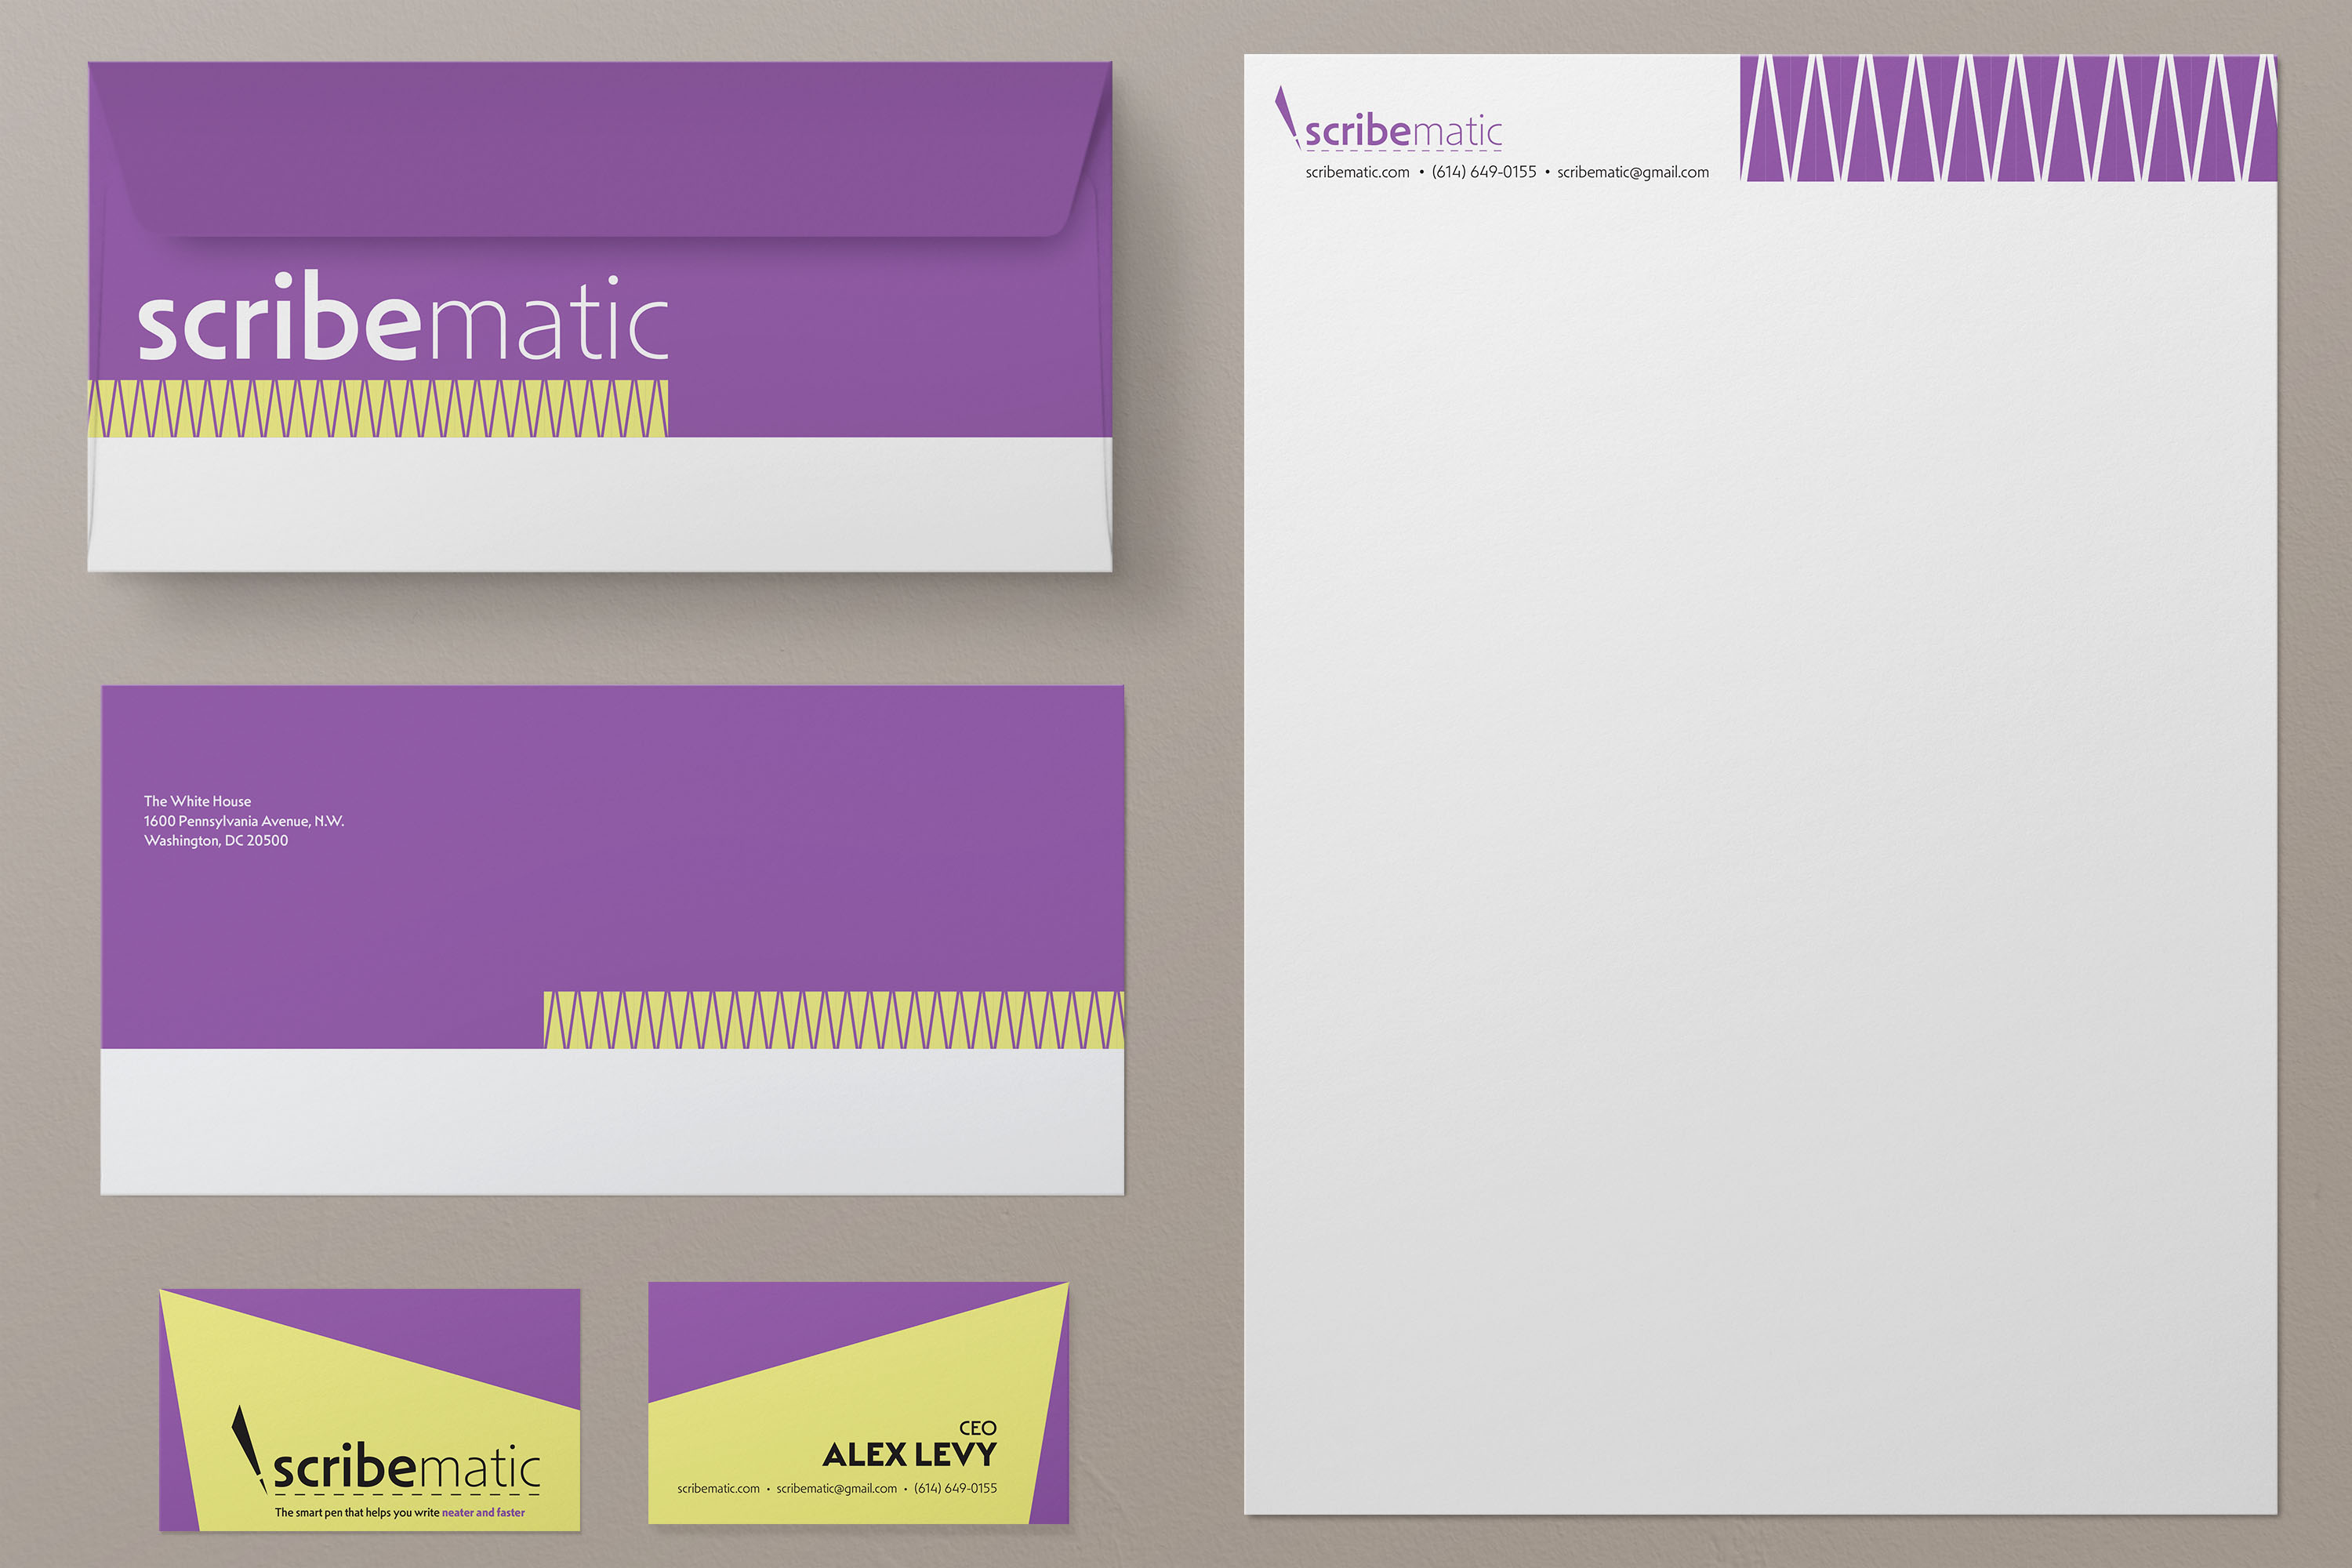 scribematic
The White House
1600 Pennsylvania Avenue, N.W.
Washington, DC 20500
scribematic
The smart pen that helps you write neater and faster
CEO
ALEX LEVY
scribematic.com • scribematic@gmail.com • (614) 649-0155
scribematic
scribematic.com • (614) 649-0155 • scribematic@gmail.com